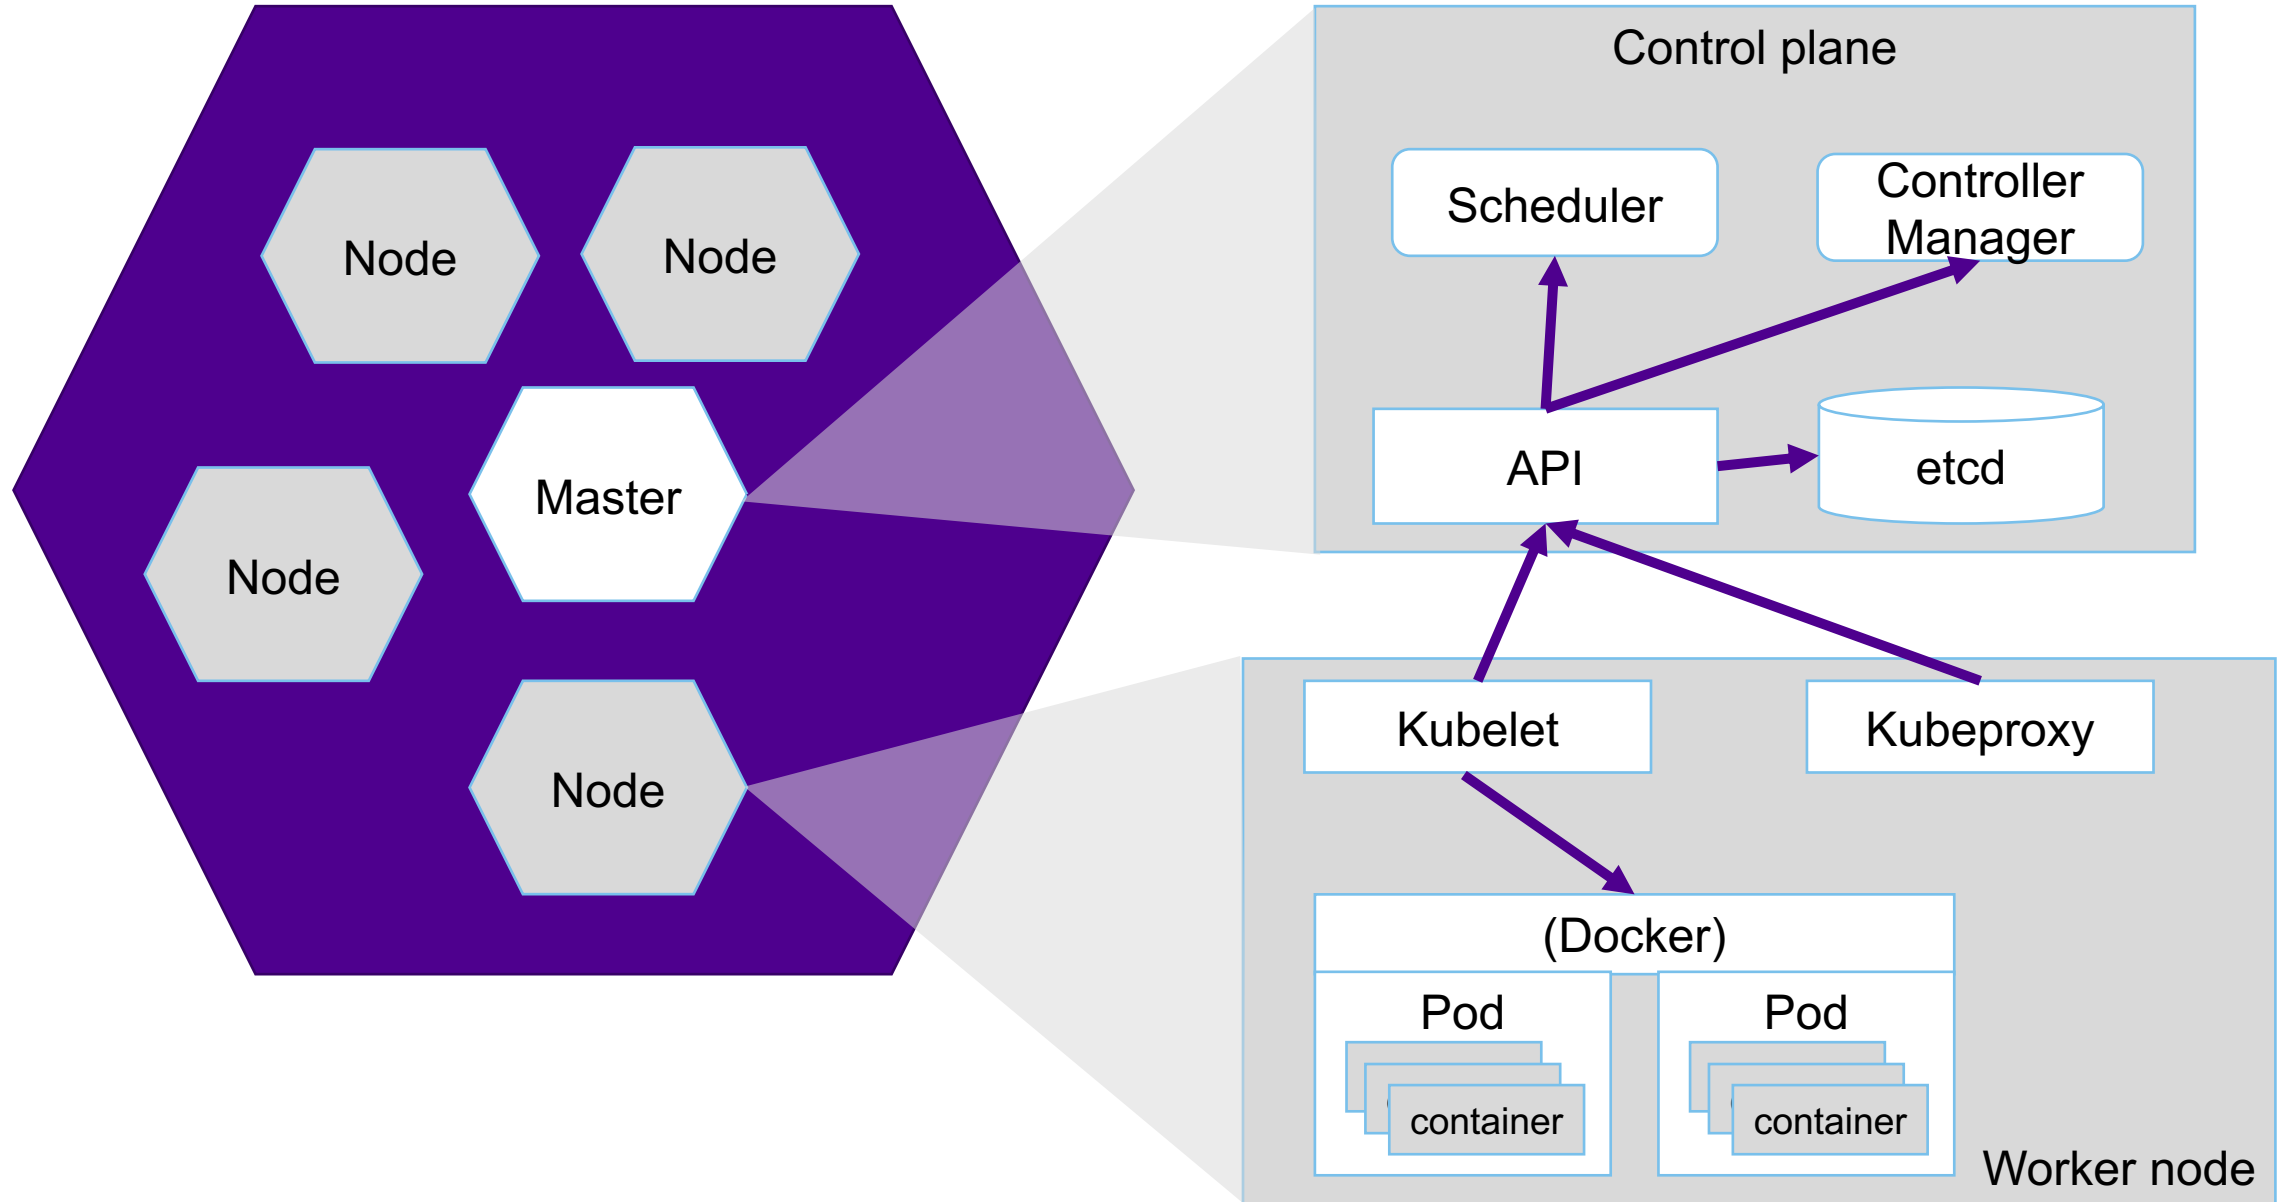 Node
Node
Master
Node
Node
Control plane
Scheduler
Controller
Manager
API
etcd
Kubelet
Kubeproxy
(Docker)
Pod
Pod
container
container
Worker node